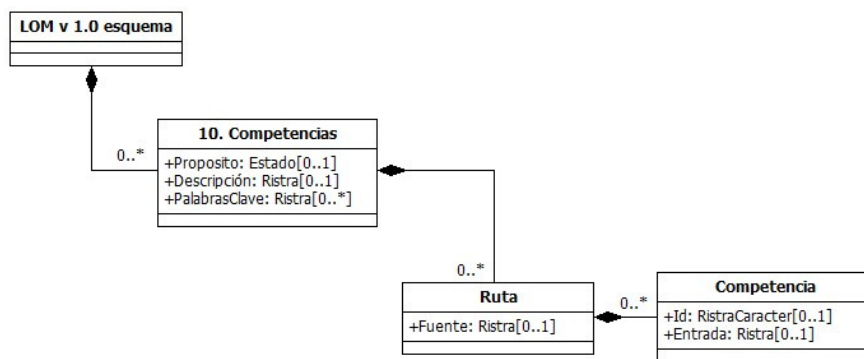 LOM v 1.0 esquema
10. Competencias
0..*
+Proposito: Estado[0..1]
+Descripción: Ristra[0..1]
+PalabrasClave: Ristra[0..*]
0..*
Ruta
+Fuente: Ristra[0..1]
0..*
Competencia
+Id: RistraCaracter[0..1]
+Entrada: Ristra[0..1]